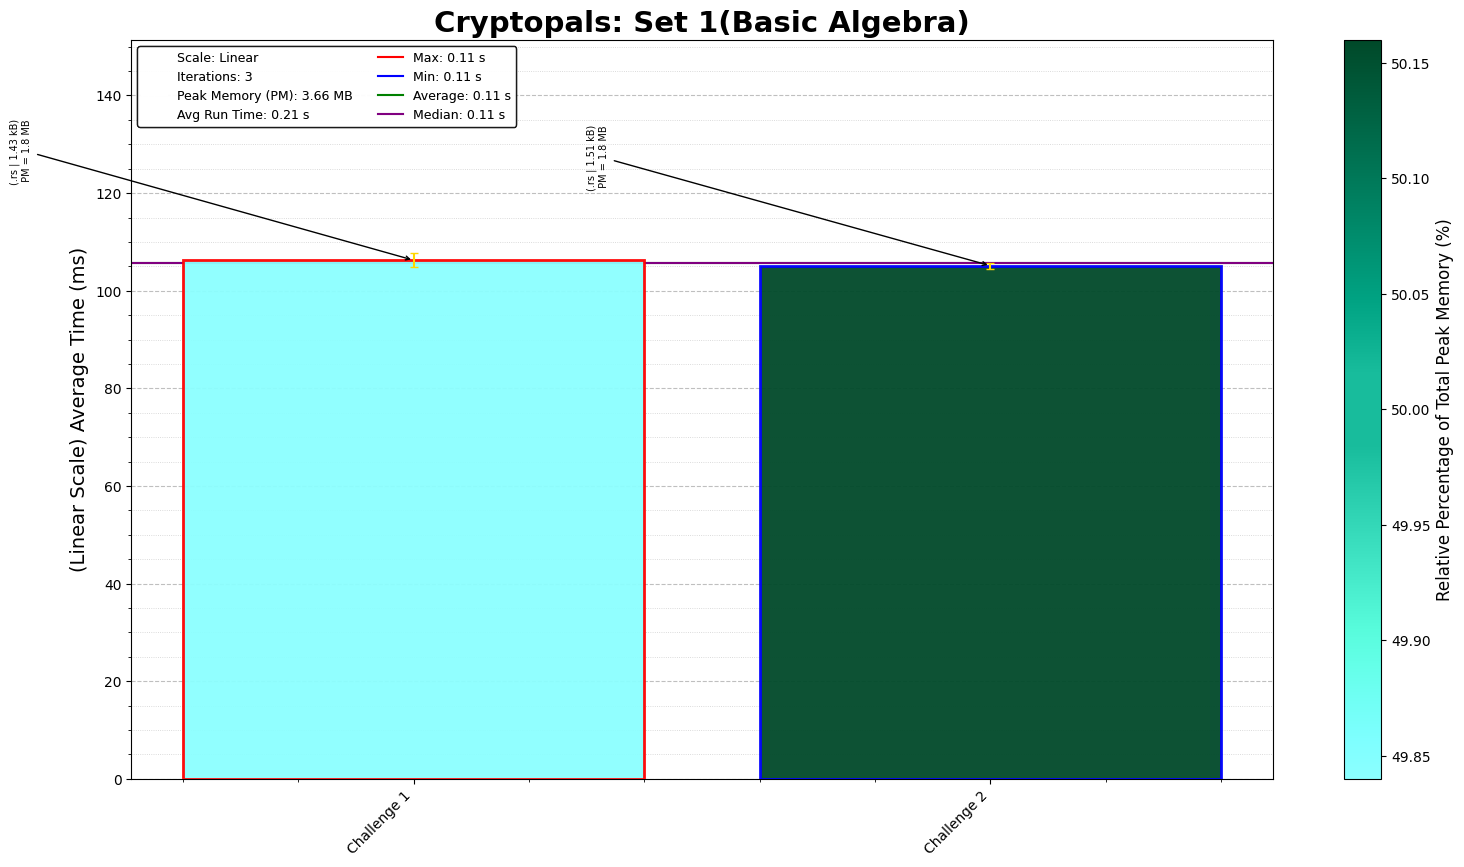 Cryptopals: Set 1(Basic Algebra)
Scale: Linear
Iterations: 3
Peak Memory (PM): 3.66 MB
Avg Run Time: 0.21 s
Max: 0.11 s
Min: 0.11 s
Average: 0.11 s
Median: 0.11 s
(.rs | 1.43 kB)
PM = 1.8 MB
(.rs | 1.51 kB)
PM = 1.8 MB
(Linear Scale) Average Time (ms)
140
120
100
80
60
40
20
0
Challenge 1
Challenge 2
50.15
50.10
50.05
50.00
49.95
49.90
49.85
Relative Percentage of Total Peak Memory (%)